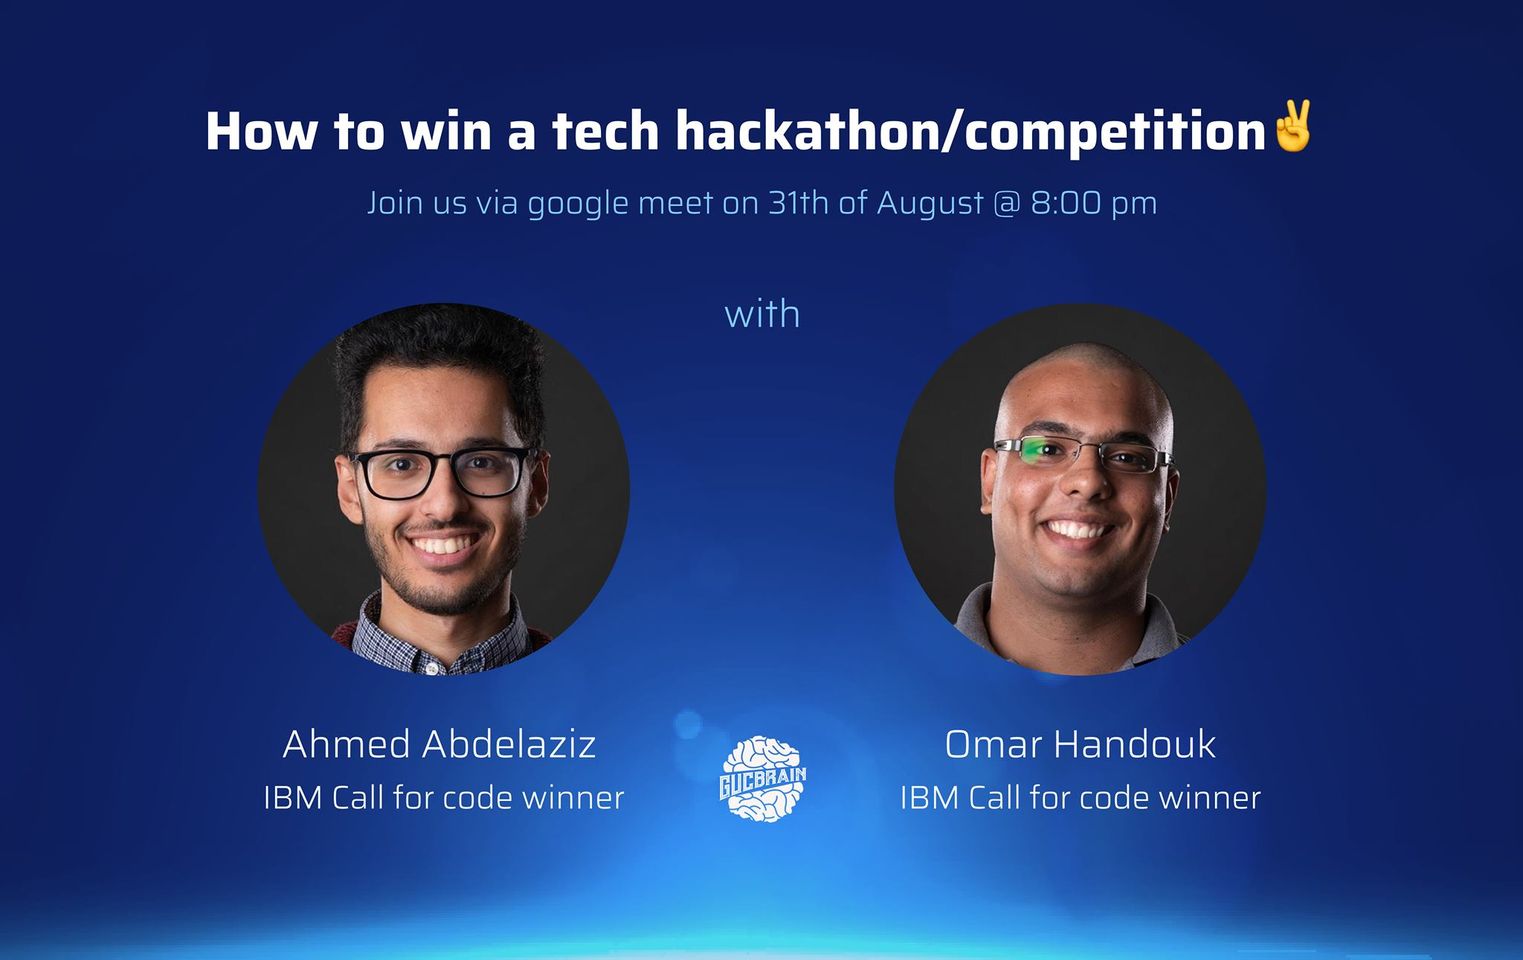 How to win a tech hackathon/competition✌️
Join us via google meet on 31th of August @ 8:00 pm
with
Ahmed Abdelaziz
IBM Call for code winner
GUCBRAIN
Omar Handouk
IBM Call for code winner